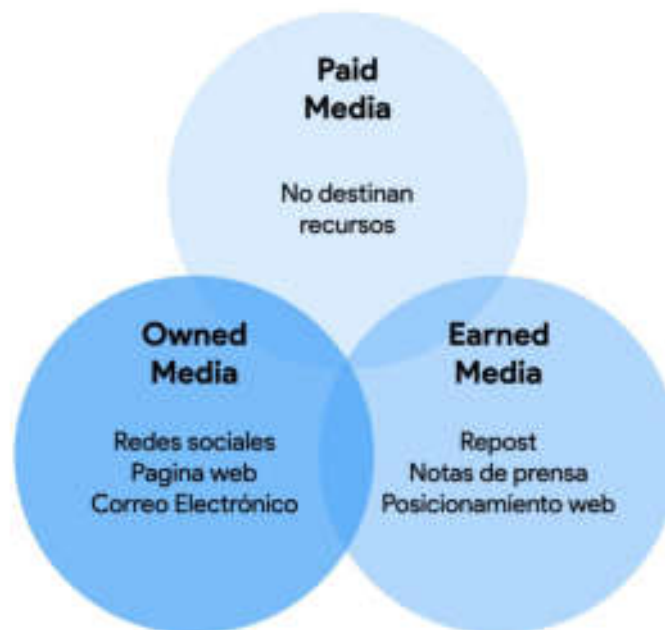 Paid
Media
No destinan
recursos
Owned
Media
Redes sociales
Pagina web
Correo Electrónico
Earned
Media
Repost
Notas de prensa
Posicionamiento web